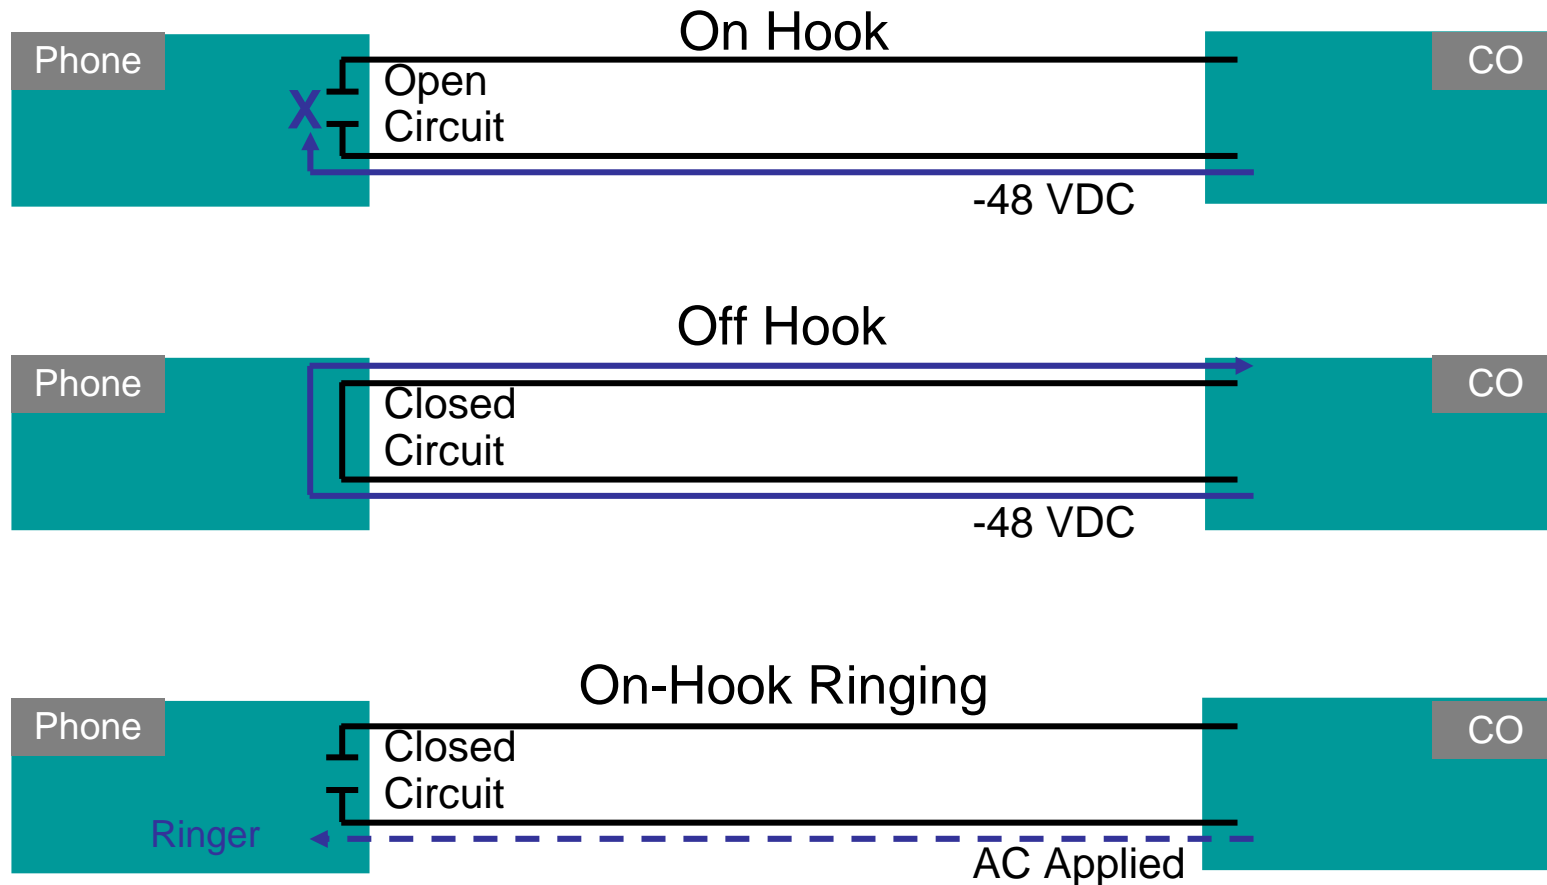 On Hook
Phone
CO
Open
Circuit
X
-48 VDC
Off Hook
Phone
CO
Closed
Circuit
-48 VDC
On-Hook Ringing
Phone
CO
Closed
Circuit
Ringer
AC Applied